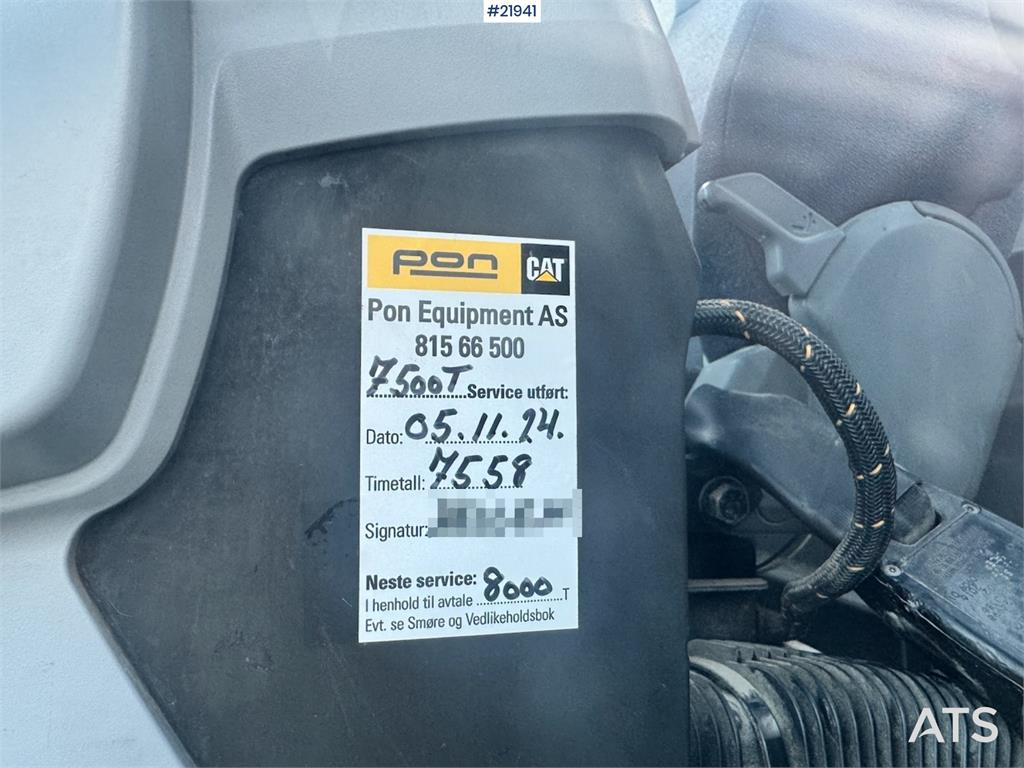 #21941
pon CAT
Pon Equipment AS
815 66 500
7500T Service utført:
Dato: 05.11.24.
Timetall: 7558
Signatur:
Neste service: 8000 T
I henhold til avtale
Evt. se Smøre og Vedlikeholdsbok
ATS